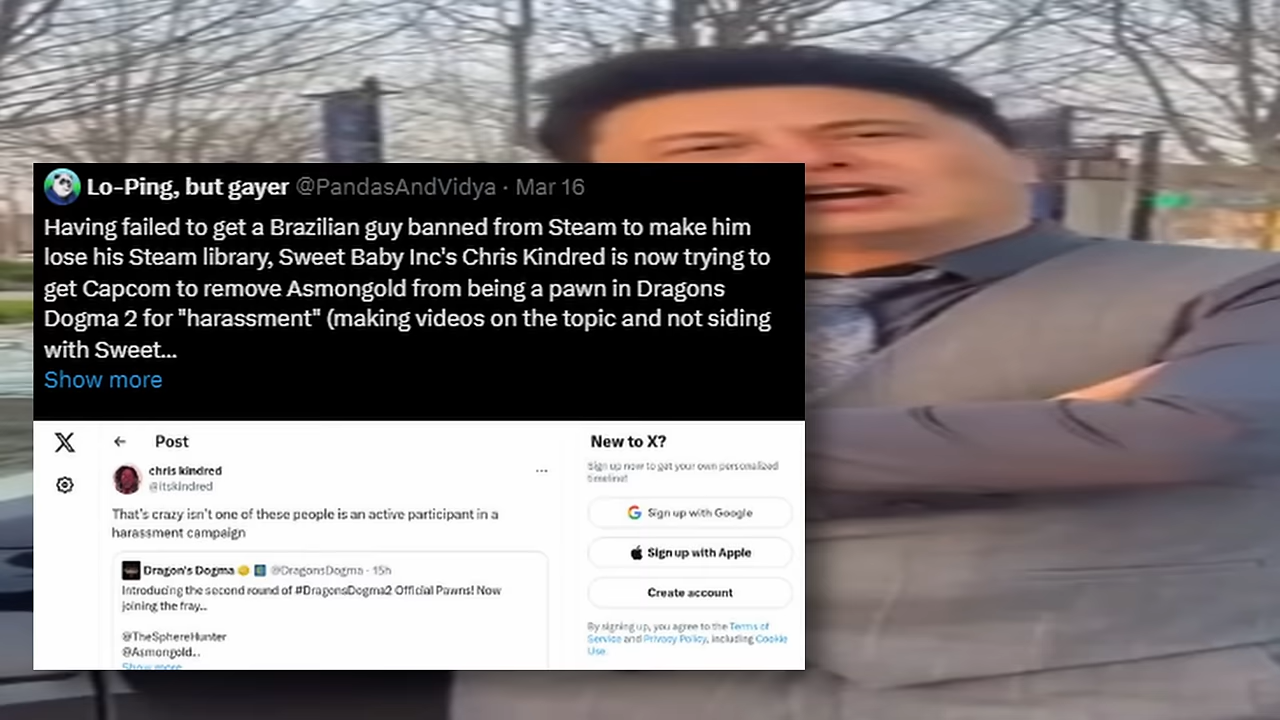 Lo-Ping, but gayer @PandasAndVidya · Mar 16
Having failed to get a Brazilian guy banned from Steam to make him
lose his Steam library, Sweet Baby Inc's Chris Kindred is now trying to
get Capcom to remove Asmongold from being a pawn in Dragons
Dogma 2 for "harassment" (making videos on the topic and not siding
with Sweet...
Show more
Post
chris kindred
@itskindred
That's crazy isn't one of these people is an active participant in a
harassment campaign
Dragon's Dogma @DragonsDogma · 15h
Introducing the second round of #DragonsDogma2 Official Pawns! Now
joining the fray..
@TheSphereHunter
@Asmongold..
Show more
New to X?
Sign up now to get your own personalized
timeline!
Sign up with Google
Sign up with Apple
Create account
By signing up, you agree to the Terms of
Service and Privacy Policy, including Cookie
Use.